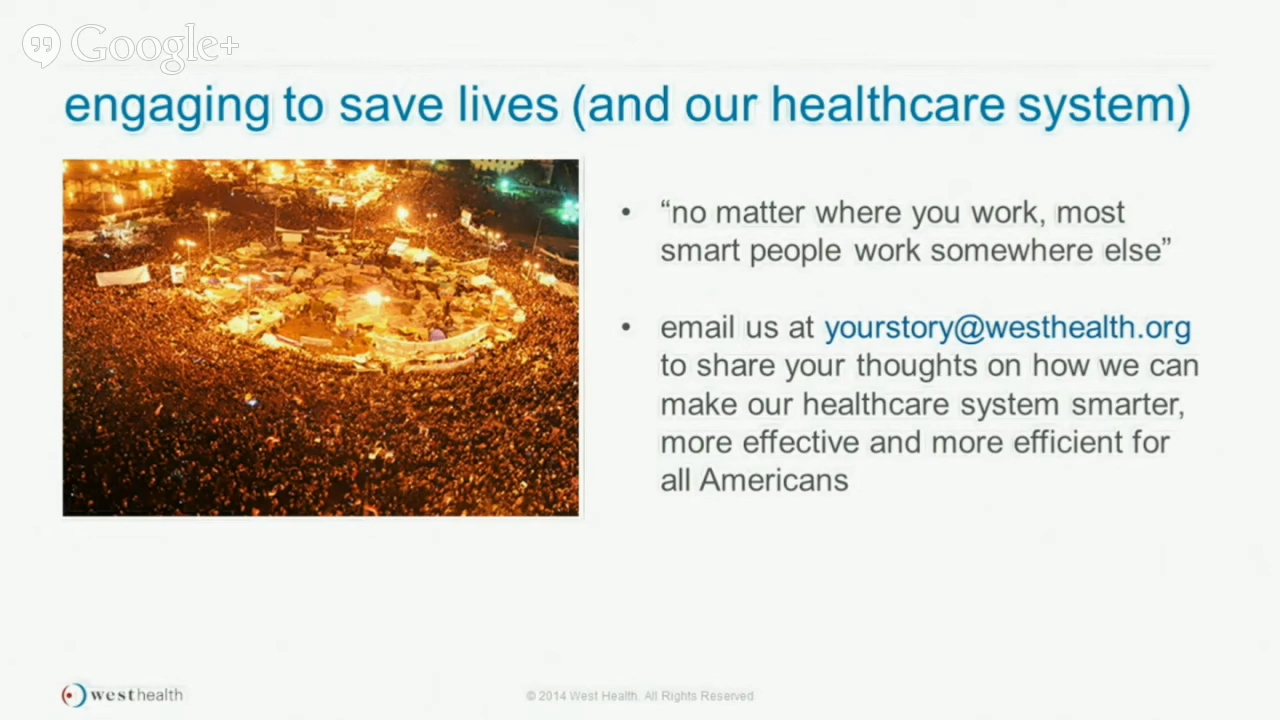 Google+
engaging to save lives (and our healthcare system)
• “no matter where you work, most
smart people work somewhere else”
• email us at yourstory@westhealth.org
to share your thoughts on how we can
make our healthcare system smarter,
more effective and more efficient for
all Americans
westhealth
© 2014 West Health. All Rights Reserved